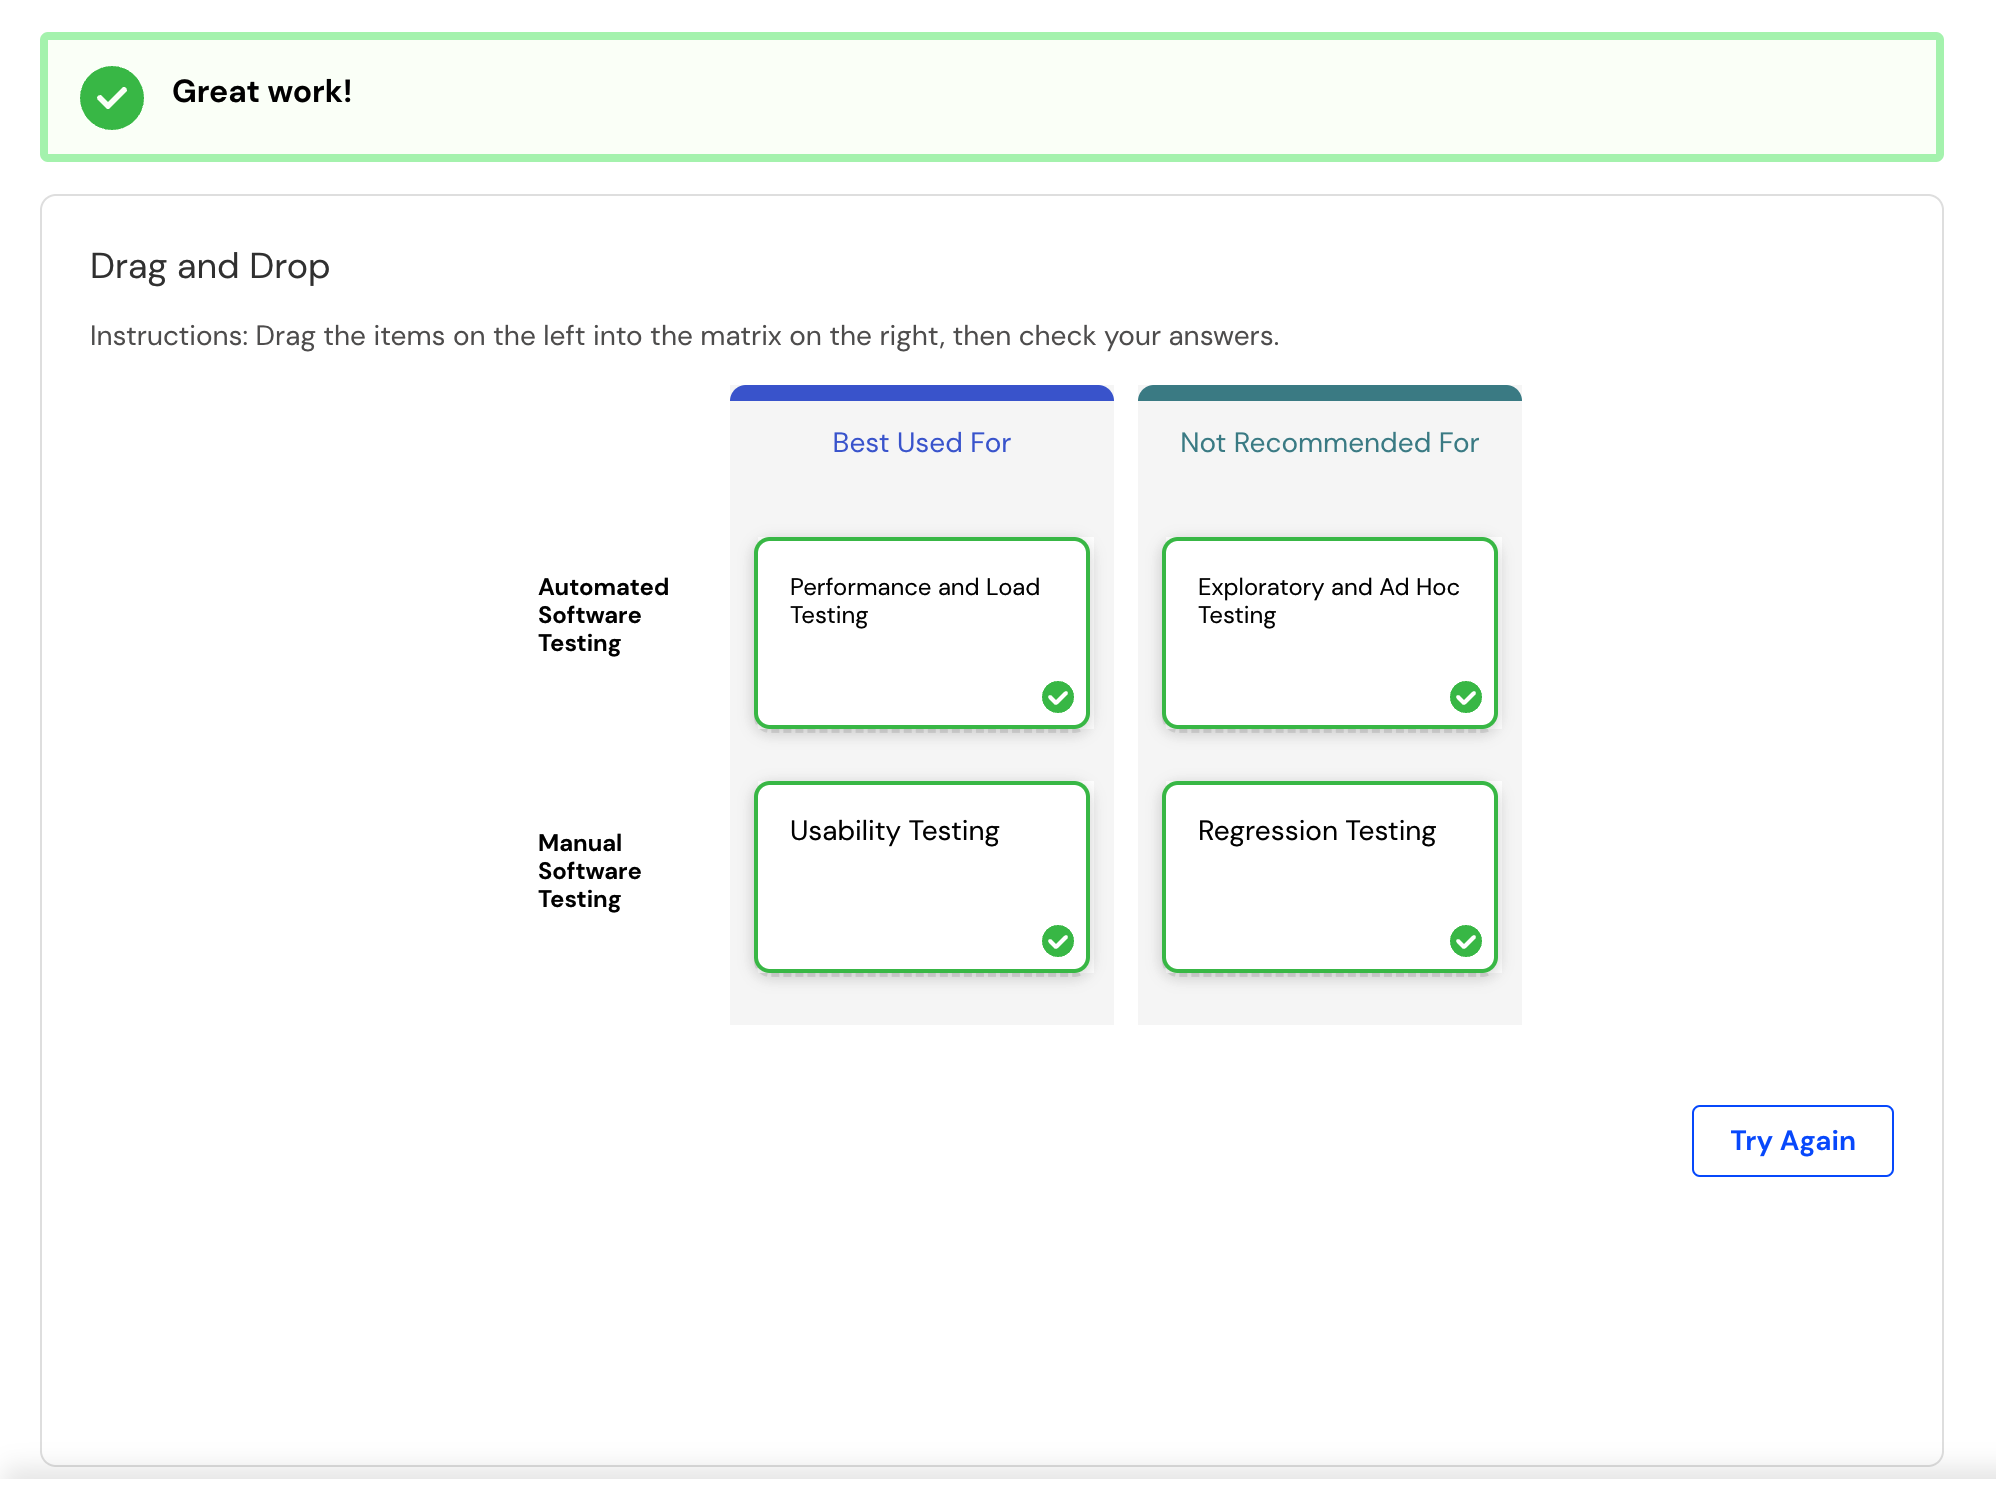 Great work!
Drag and Drop
Instructions: Drag the items on the left into the matrix on the right, then check your answers.
Best Used For
Not Recommended For
Automated
Software
Testing
Performance and Load
Testing
Exploratory and Ad Hoc
Testing
Manual
Software
Testing
Usability Testing
Regression Testing
Try Again